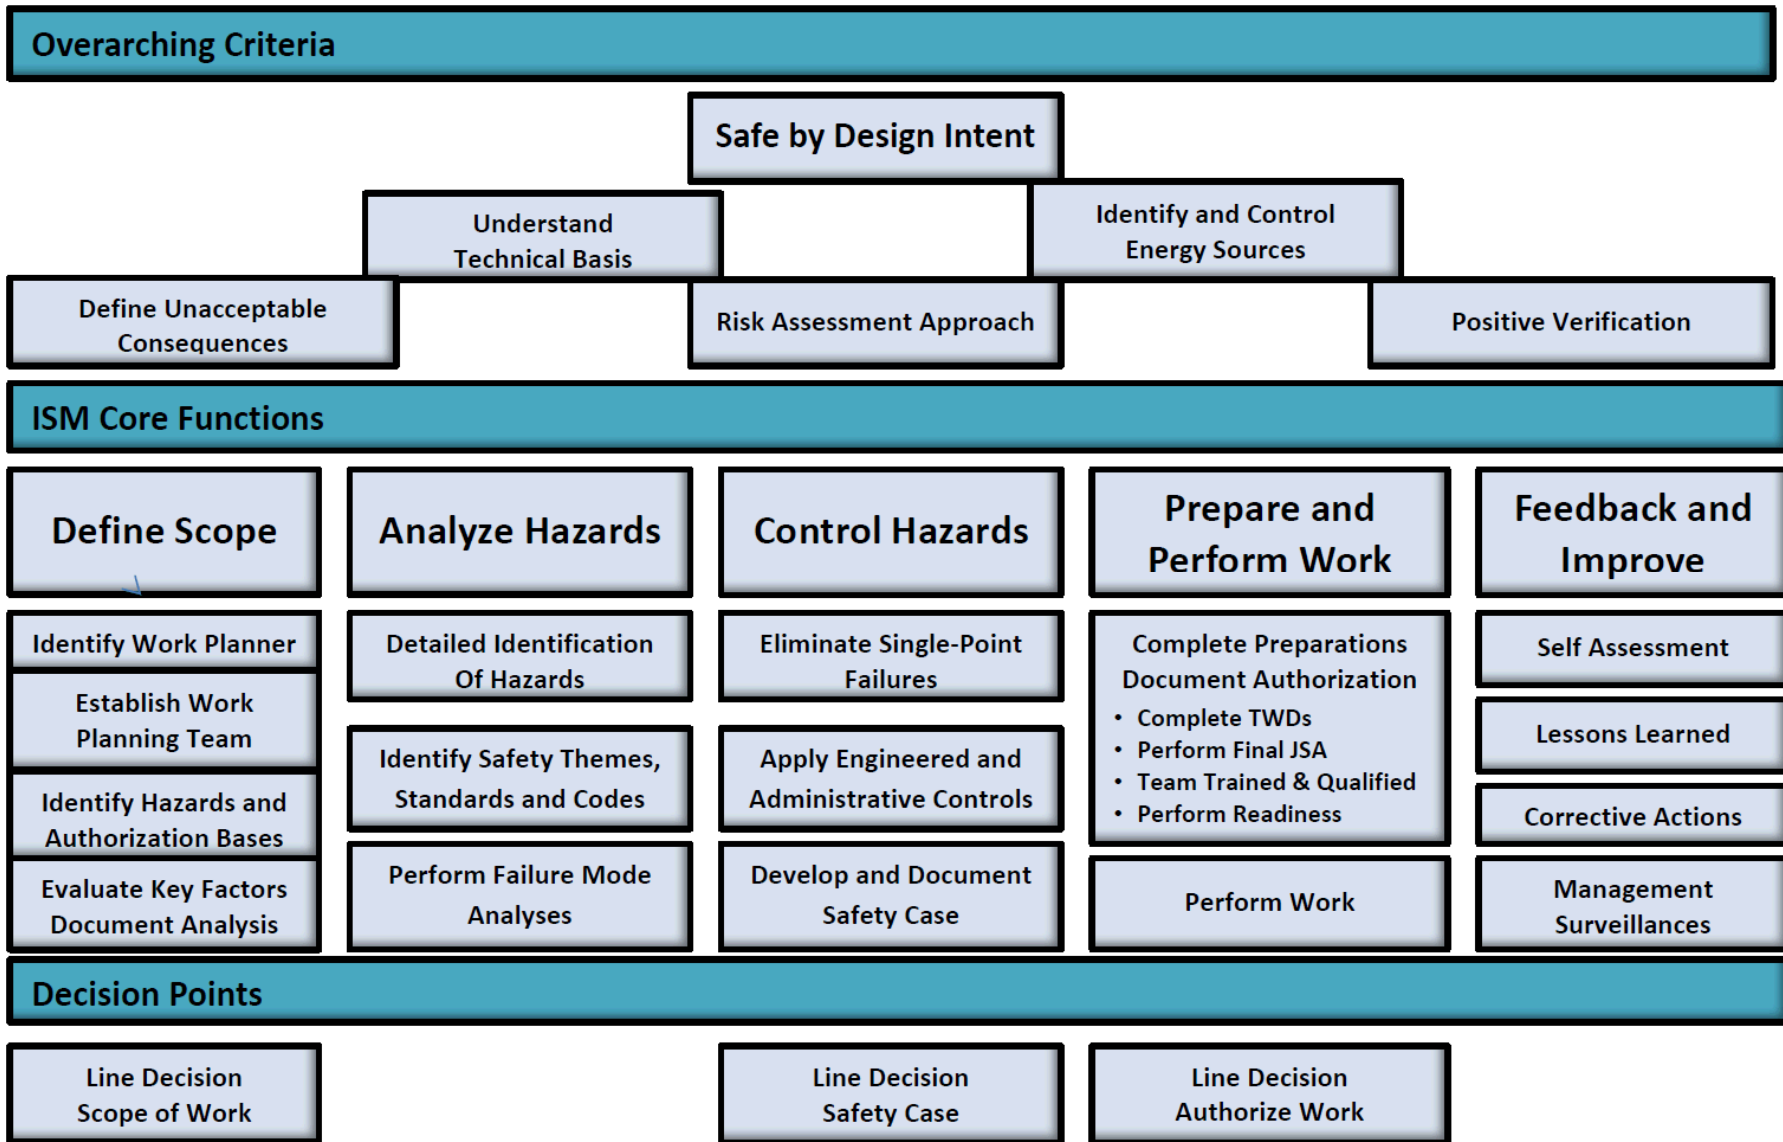 Overarching Criteria
Safe by Design Intent
Understand
Technical Basis
Identify and Control
Energy Sources
Define Unacceptable
Consequences
Risk Assessment Approach
Positive Verification
ISM Core Functions
Define Scope
Analyze Hazards
Control Hazards
Prepare and
Perform Work
Feedback and
Improve
Identify Work Planner
Establish Work
Planning Team
Identify Hazards and
Authorization Bases
Evaluate Key Factors
Document Analysis
Detailed Identification
Of Hazards
Identify Safety Themes,
Standards and Codes
Perform Failure Mode
Analyses
Eliminate Single-Point
Failures
Apply Engineered and
Administrative Controls
Develop and Document
Safety Case
Complete Preparations
Document Authorization
• Complete TWDs
• Perform Final JSA
• Team Trained & Qualified
• Perform Readiness
Perform Work
Self Assessment
Lessons Learned
Corrective Actions
Management
Surveillances
Decision Points
Line Decision
Scope of Work
Line Decision
Safety Case
Line Decision
Authorize Work